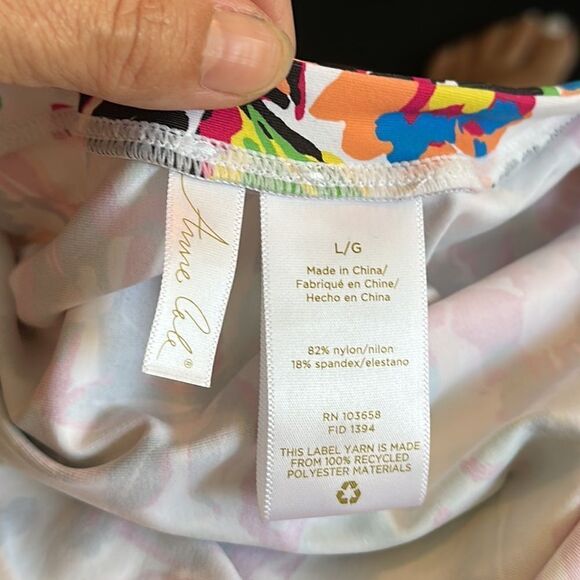 Anne Cole®
L/G
Made in China/
Fabriqué en Chine/
Hecho en China
82% nylon/nilon
18% spandex/elestano
RN 103658
FID 1394
THIS LABEL YARN IS MADE
FROM 100% RECYCLED
POLYESTER MATERIALS